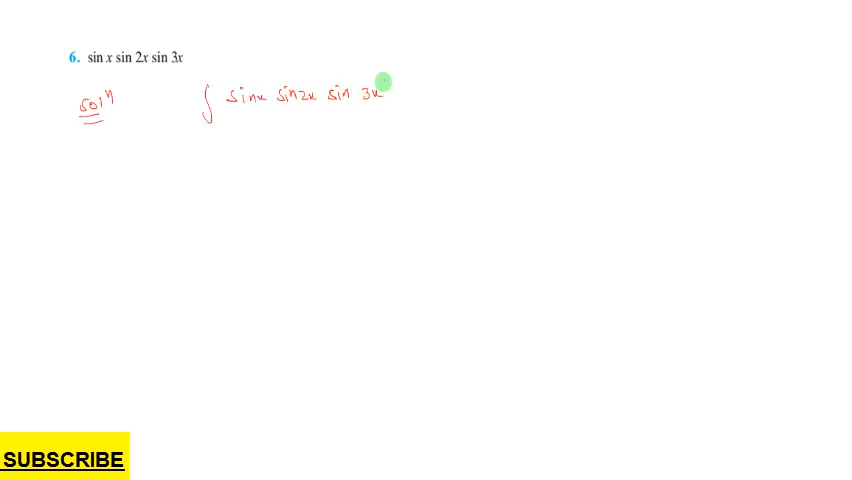 6. sin x sin 2x sin 3x
solⁿ ∫ sinx sin2x sin 3x
SUBSCRIBE